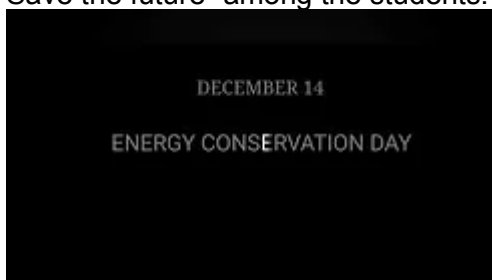 Save the future" among the students.
DECEMBER 14
ENERGY CONSERVATION DAY